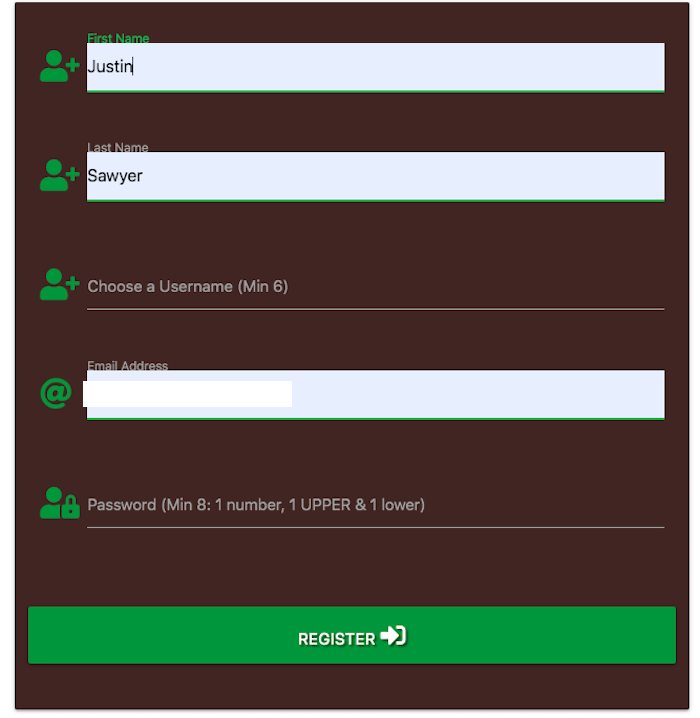 First Name
Justin
Last Name
Sawyer
Choose a Username (Min 6)
Email Address
Password (Min 8: 1 number, 1 UPPER & 1 lower)
REGISTER